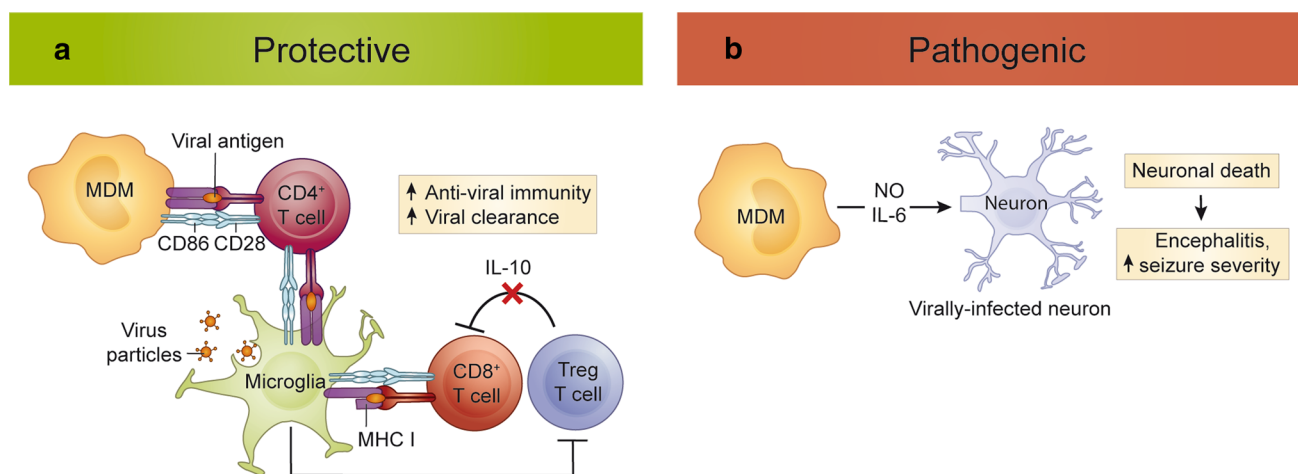 a Protective
Viral antigen
MDM
CD4⁺
T cell
CD86 CD28
↑ Anti-viral immunity
↑ Viral clearance
IL-10
Virus
particles
Microglia
CD8⁺
T cell
Treg
T cell
MHC I
b Pathogenic
MDM
NO
IL-6
Neuron
Virally-infected neuron
Neuronal death
Encephalitis,
↑ seizure severity